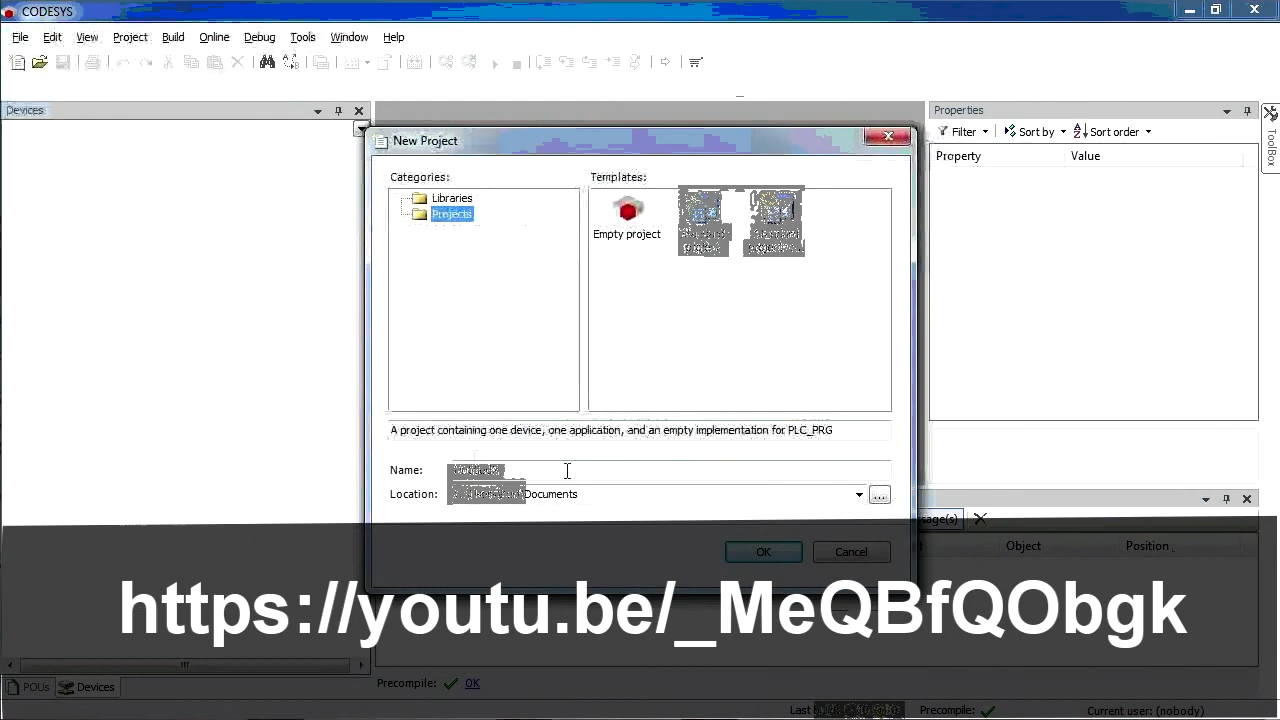 CODESYS
File Edit View Project Build Online Debug Tools Window Help
Devices
Properties
New Project
Filter Sort by Sort order
ToolBox
Property Value
Categories:
Templates:
Libraries
Projects
Empty project
A project containing one device, one application, and an empty implementation for PLC_PRG
Name:
Location: Documents
...
Object Position
OK Cancel
https://youtu.be/_MeQBfQObgk
POUs Devices
Precompile: OK
Last Precompile: Current user: (nobody)